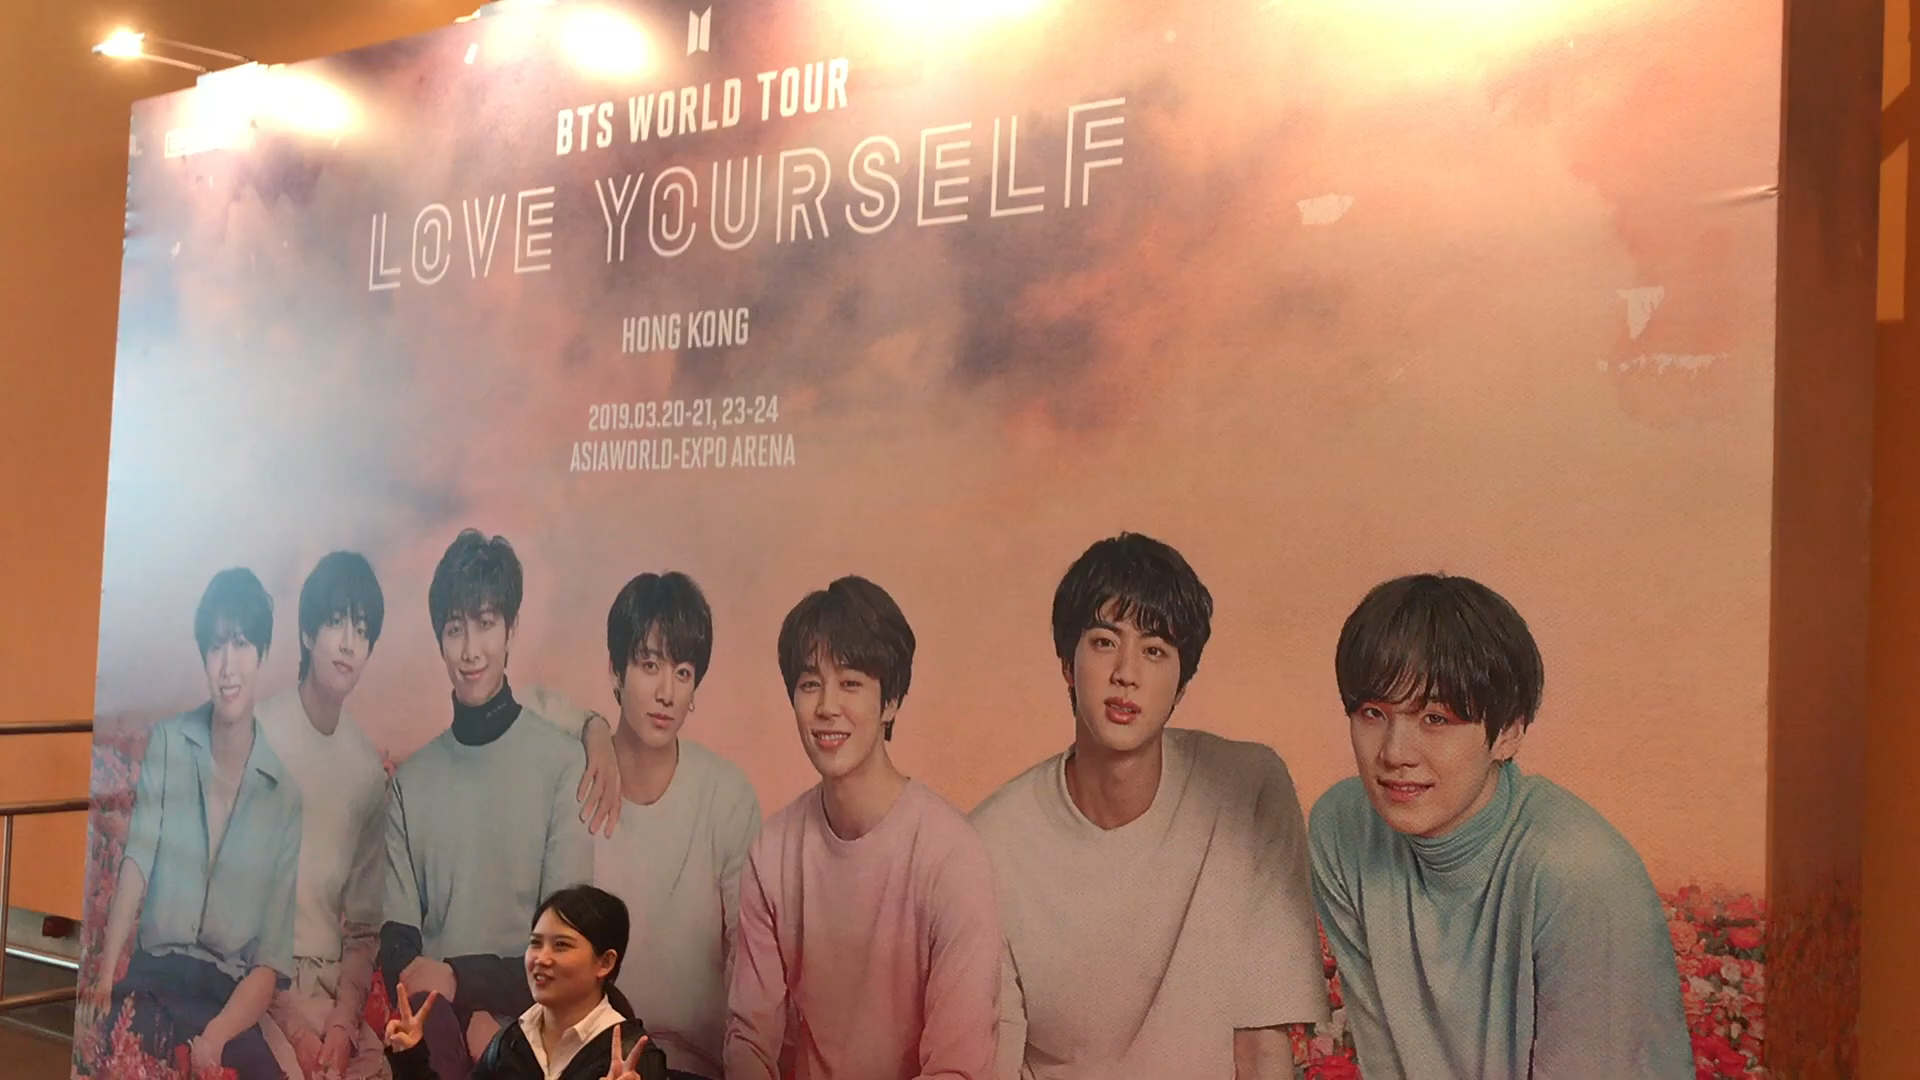 BTS WORLD TOUR
LOVE YOURSELF
HONG KONG
2019.03.20-21, 23-24
ASIAWORLD-EXPO ARENA